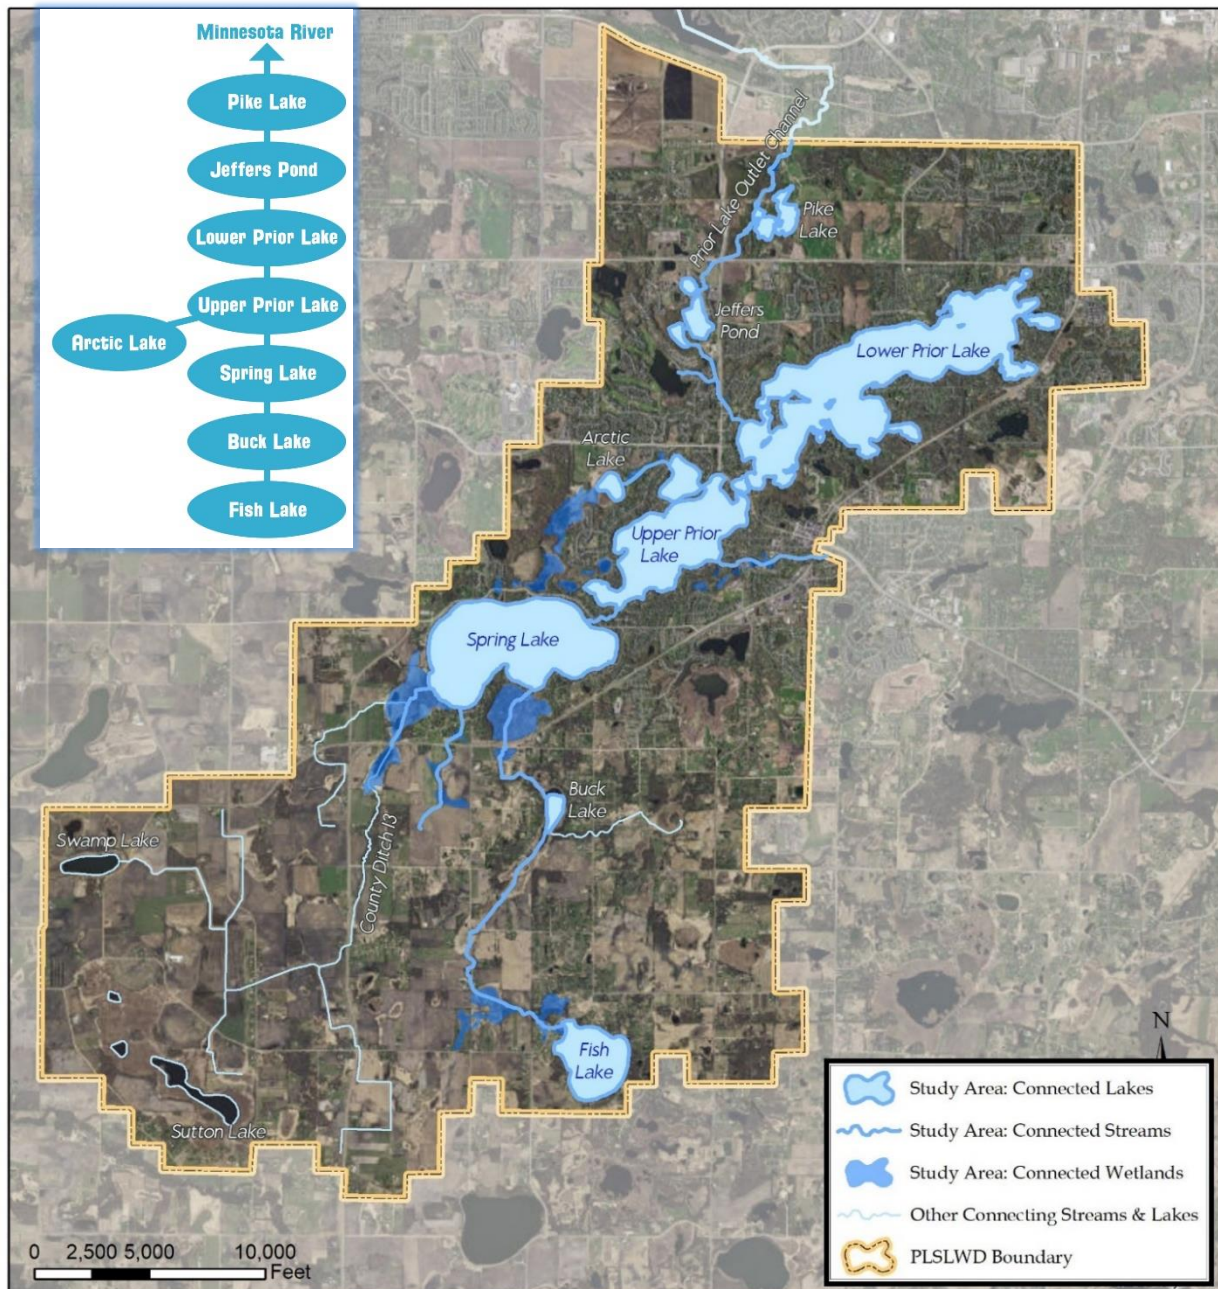 Minnesota River
Pike Lake
Jeffers Pond
Lower Prior Lake
Upper Prior Lake
Arctic Lake
Spring Lake
Buck Lake
Fish Lake
Prior Lake Outlet Channel
Pike
Lake
Jeffers
Pond
Lower Prior Lake
Arctic
Lake
Upper Prior
Lake
Spring Lake
Buck
Lake
Swamp Lake
County Ditch 13
Fish
Lake
Sutton Lake
N
Study Area: Connected Lakes
Study Area: Connected Streams
Study Area: Connected Wetlands
Other Connecting Streams & Lakes
PLSLWD Boundary
0 2,500 5,000 10,000
Feet